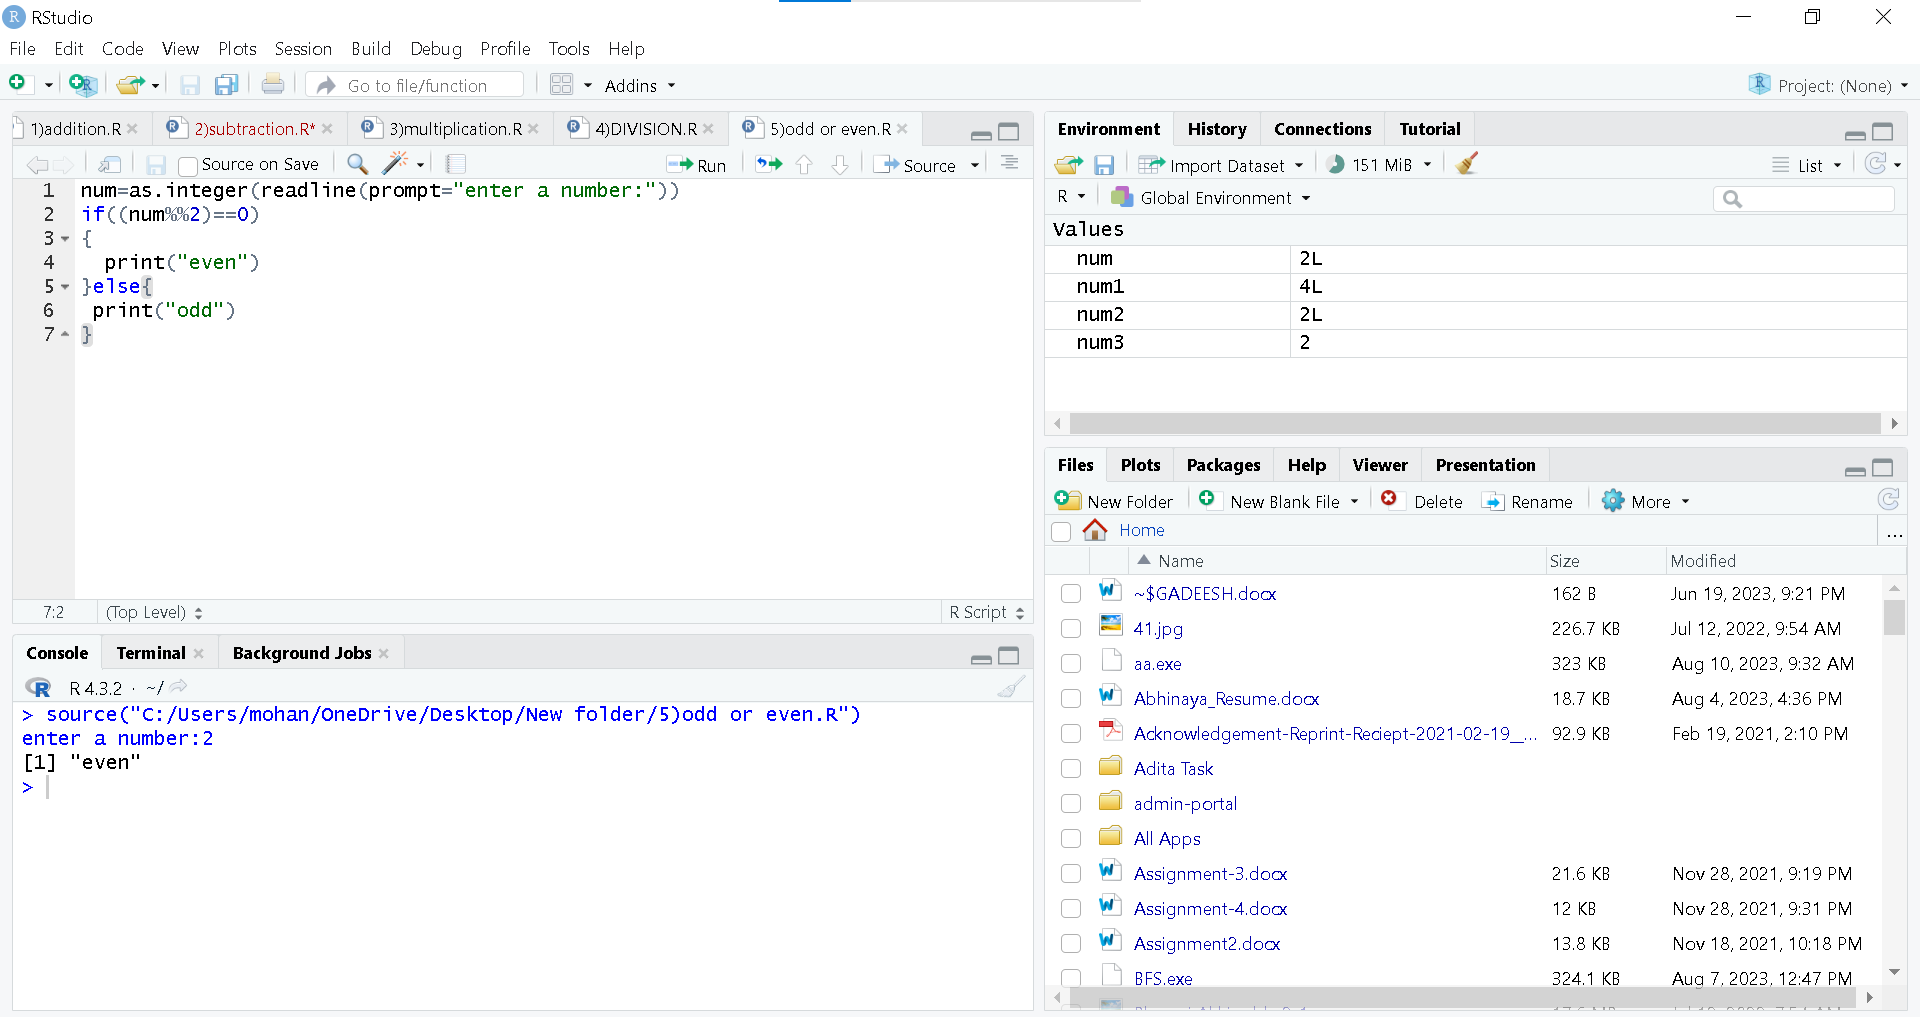 RStudio
File Edit Code View Plots Session Build Debug Profile Tools Help
Go to file/function Addins Project: (None)
1)addition.R 2)subtraction.R* 3)multiplication.R 4)DIVISION.R 5)odd or even.R
Source on Save Run Source
1 num=as.integer(readline(prompt="enter a number:"))
2 if((num%%2)==0)
3 {
4 print("even")
5 }else{
6 print("odd")
7 }
7:2 (Top Level) R Script
Console Terminal Background Jobs
R 4.3.2 · ~/
> source("C:/Users/mohan/OneDrive/Desktop/New folder/5)odd or even.R")
enter a number:2
[1] "even"
>
Environment History Connections Tutorial
Import Dataset 151 MiB List
R Global Environment
Values
num 2L
num1 4L
num2 2L
num3 2
Files Plots Packages Help Viewer Presentation
New Folder New Blank File Delete Rename More
Home ...
Name Size Modified
~$GADEESH.docx 162 B Jun 19, 2023, 9:21 PM
41.jpg 226.7 KB Jul 12, 2022, 9:54 AM
aa.exe 323 KB Aug 10, 2023, 9:32 AM
Abhinaya_Resume.docx 18.7 KB Aug 4, 2023, 4:36 PM
Acknowledgement-Reprint-Reciept-2021-02-19_... 92.9 KB Feb 19, 2021, 2:10 PM
Adita Task
admin-portal
All Apps
Assignment-3.docx 21.6 KB Nov 28, 2021, 9:19 PM
Assignment-4.docx 12 KB Nov 28, 2021, 9:31 PM
Assignment2.docx 13.8 KB Nov 18, 2021, 10:18 PM
BFS.exe 324.1 KB Aug 7, 2023, 12:47 PM